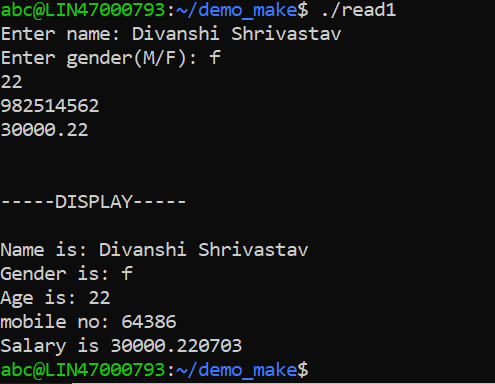 abc@LIN47000793:~/demo_make$ ./read1
Enter name: Divanshi Shrivastav
Enter gender(M/F): f
22
982514562
30000.22
-----DISPLAY-----
Name is: Divanshi Shrivastav
Gender is: f
Age is: 22
mobile no: 64386
Salary is 30000.220703
abc@LIN47000793:~/demo_make$